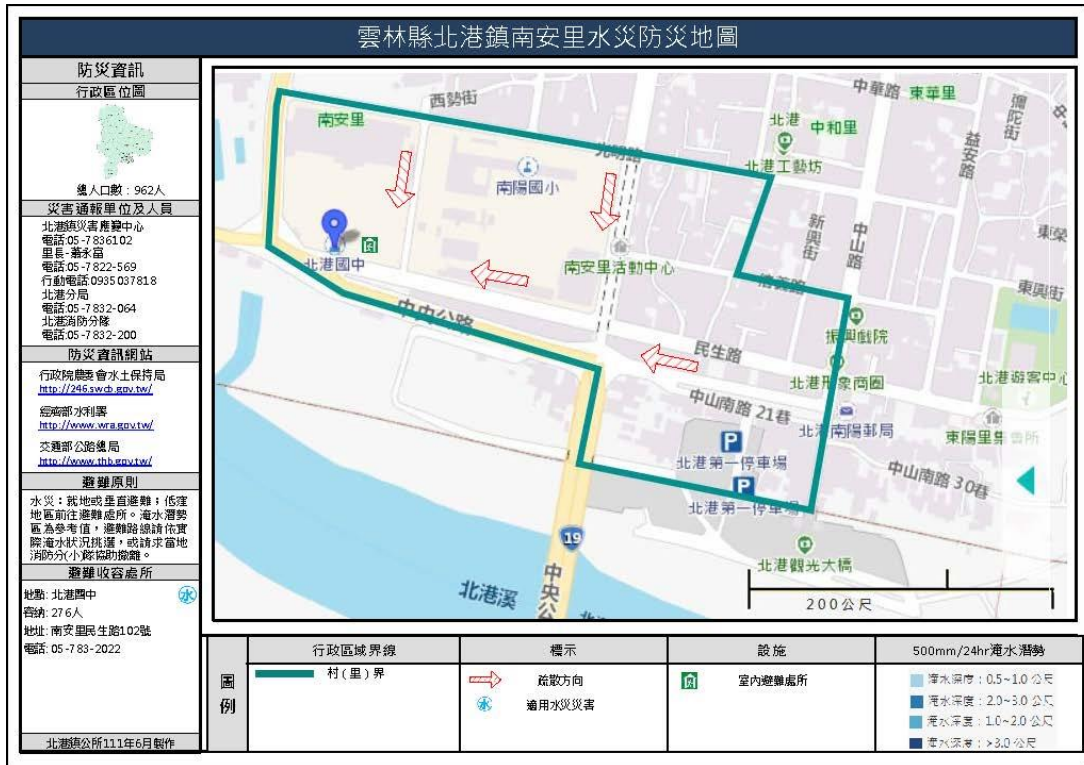 雲林縣北港鎮南安里水災防災地圖
防災資訊
行政區位圖
總人口數：962人
災害通報單位及人員
北港鎮災害應變中心
電話:05-7836102
里長-蕭永富
電話:05-7822-569
行動電話:0935037818
北港分局
電話:05-7832-064
北港消防分隊
電話:05-7832-200
防災資訊網站
行政院農委會水土保持局
http://246.swcb.gov.tw/
經濟部水利署
http://www.wra.gov.tw/
交通部公路總局
http://www.thb.gov.tw/
避難原則
水災：就地或垂直避難；低窪
地區前往避難處所。淹水潛勢
區為參考值，避難路線請依實
際淹水狀況挑選，或請求當地
消防分(小)隊協助撤離。
避難收容處所
地點: 北港國中
水
容納: 276人
地址: 南安里民生路102號
電話: 05-783-2022
北港鎮公所111年6月製作
西勢街
南安里
光明路
南陽國小
北港國中
南安里活動中心
中央公路
民生路
中山南路 21巷
北港
北港工藝坊
中和里
中華路
東華里
彌陀街
益安路
新興街
中山路
東榮
東興街
振興戲院
北港形象商圈
北港遊客中心
北港南陽郵局
東陽里集會所
P
北港第一停車場
P
北港第一停車場
中山南路 30巷
19
北港觀光大橋
北港溪
中央公
200公尺
圖例
行政區域界線
標示
設施
500mm/24hr淹水潛勢
村(里)界
疏散方向
室內避難處所
水
適用水災災害
淹水深度：0.5~1.0 公尺
淹水深度：2.0~3.0 公尺
淹水深度：1.0~2.0 公尺
淹水深度：>3.0 公尺